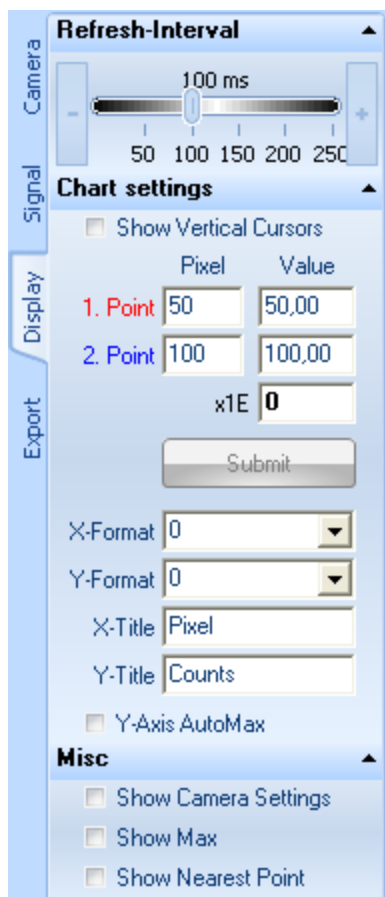 Camera
Signal
Display
Export
Refresh-Interval
100 ms
- +
50 100 150 200 250
Chart settings
Show Vertical Cursors
Pixel Value
1. Point 50 50,00
2. Point 100 100,00
x1E 0
Submit
X-Format 0
Y-Format 0
X-Title Pixel
Y-Title Counts
Y-Axis AutoMax
Misc
Show Camera Settings
Show Max
Show Nearest Point